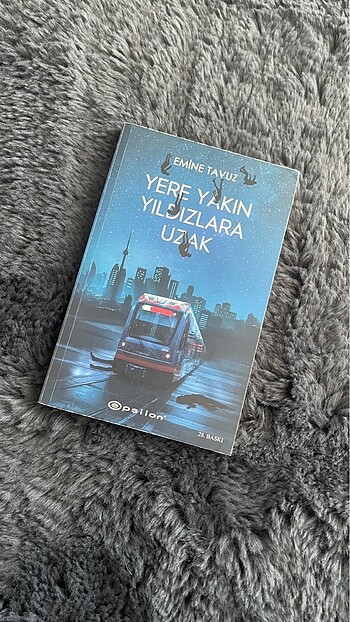 EMİNE TAVUZ
YERE YAKIN
YILDIZLARA
UZAK
epsilon
28. BASKI